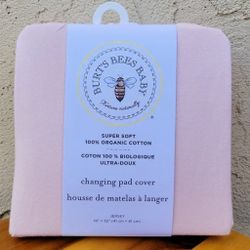 BURT'S BEES BABY
Nature naturally
SUPER SOFT
100% ORGANIC COTTON
COTON 100 % BIOLOGIQUE
ULTRA-DOUX
changing pad cover
housse de matelas à langer
JERSEY